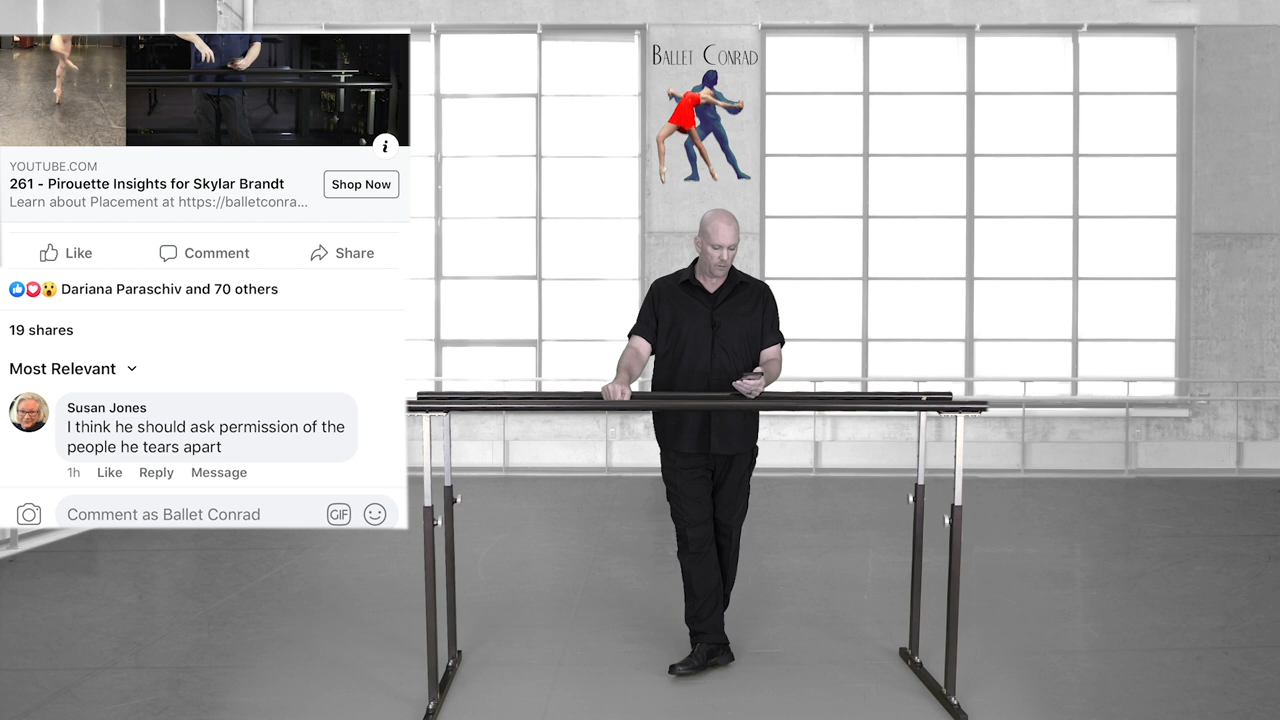 BALLET CONRAD
YOUTUBE.COM
261 - Pirouette Insights for Skylar Brandt
Learn about Placement at https://balletconra...
Shop Now
Like Comment Share
Dariana Paraschiv and 70 others
19 shares
Most Relevant
Susan Jones
I think he should ask permission of the
people he tears apart
1h Like Reply Message
Comment as Ballet Conrad GIF